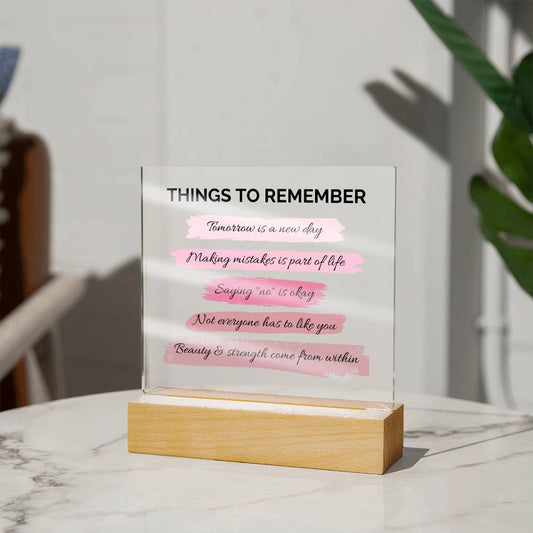 THINGS TO REMEMBER
Tomorrow is a new day
Making mistakes is part of life
Saying "no" is okay
Not everyone has to like you
Beauty & strength come from within